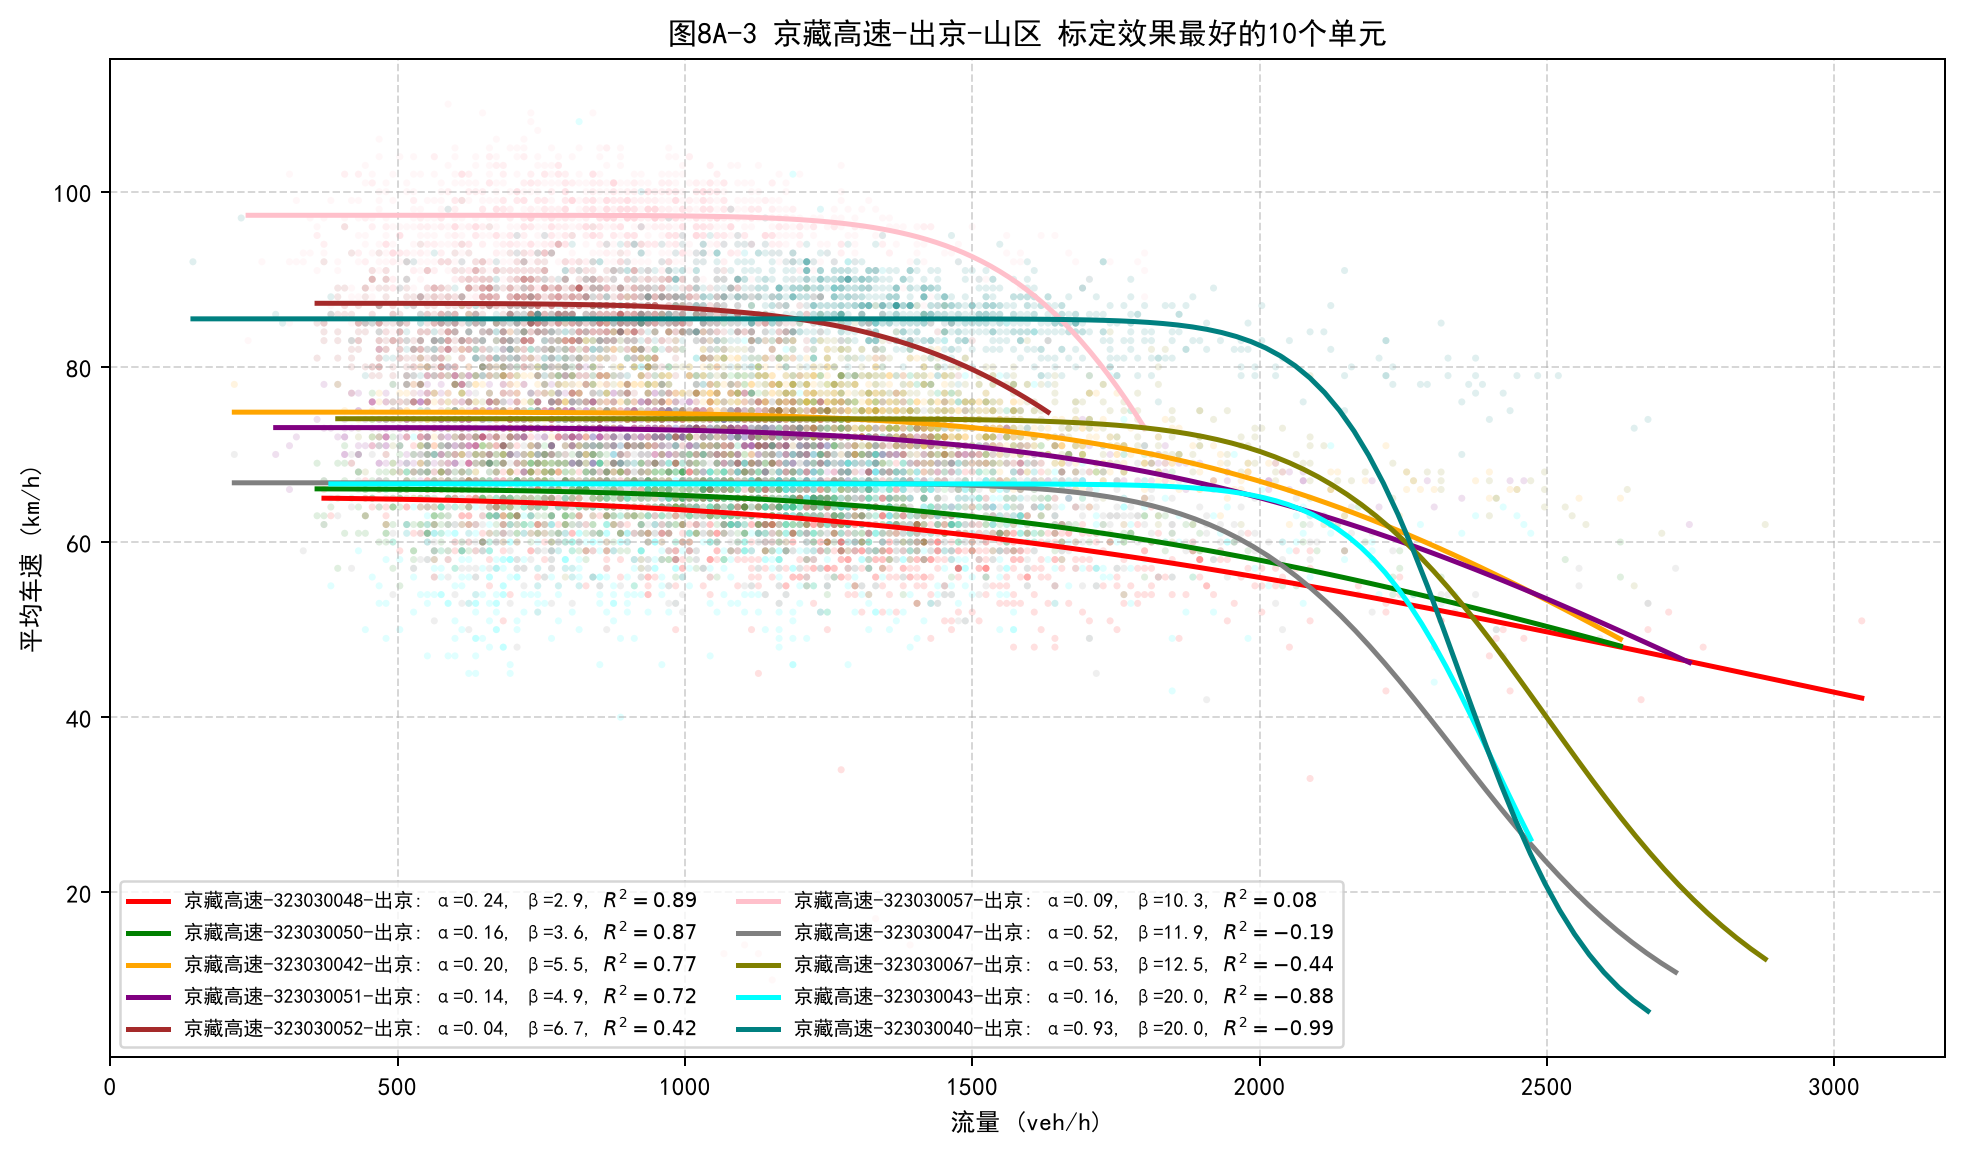 图8A-3 京藏高速-出京-山区 标定效果最好的10个单元
平均车速 (km/h)
100
80
60
40
20
京藏高速-323030048-出京: α=0.24, β=2.9, R²=0.89
京藏高速-323030050-出京: α=0.16, β=3.6, R²=0.87
京藏高速-323030042-出京: α=0.20, β=5.5, R²=0.77
京藏高速-323030051-出京: α=0.14, β=4.9, R²=0.72
京藏高速-323030052-出京: α=0.04, β=6.7, R²=0.42
京藏高速-323030057-出京: α=0.09, β=10.3, R²=0.08
京藏高速-323030047-出京: α=0.52, β=11.9, R²=−0.19
京藏高速-323030067-出京: α=0.53, β=12.5, R²=−0.44
京藏高速-323030043-出京: α=0.16, β=20.0, R²=−0.88
京藏高速-323030040-出京: α=0.93, β=20.0, R²=−0.99
0 500 1000 1500 2000 2500 3000
流量 (veh/h)